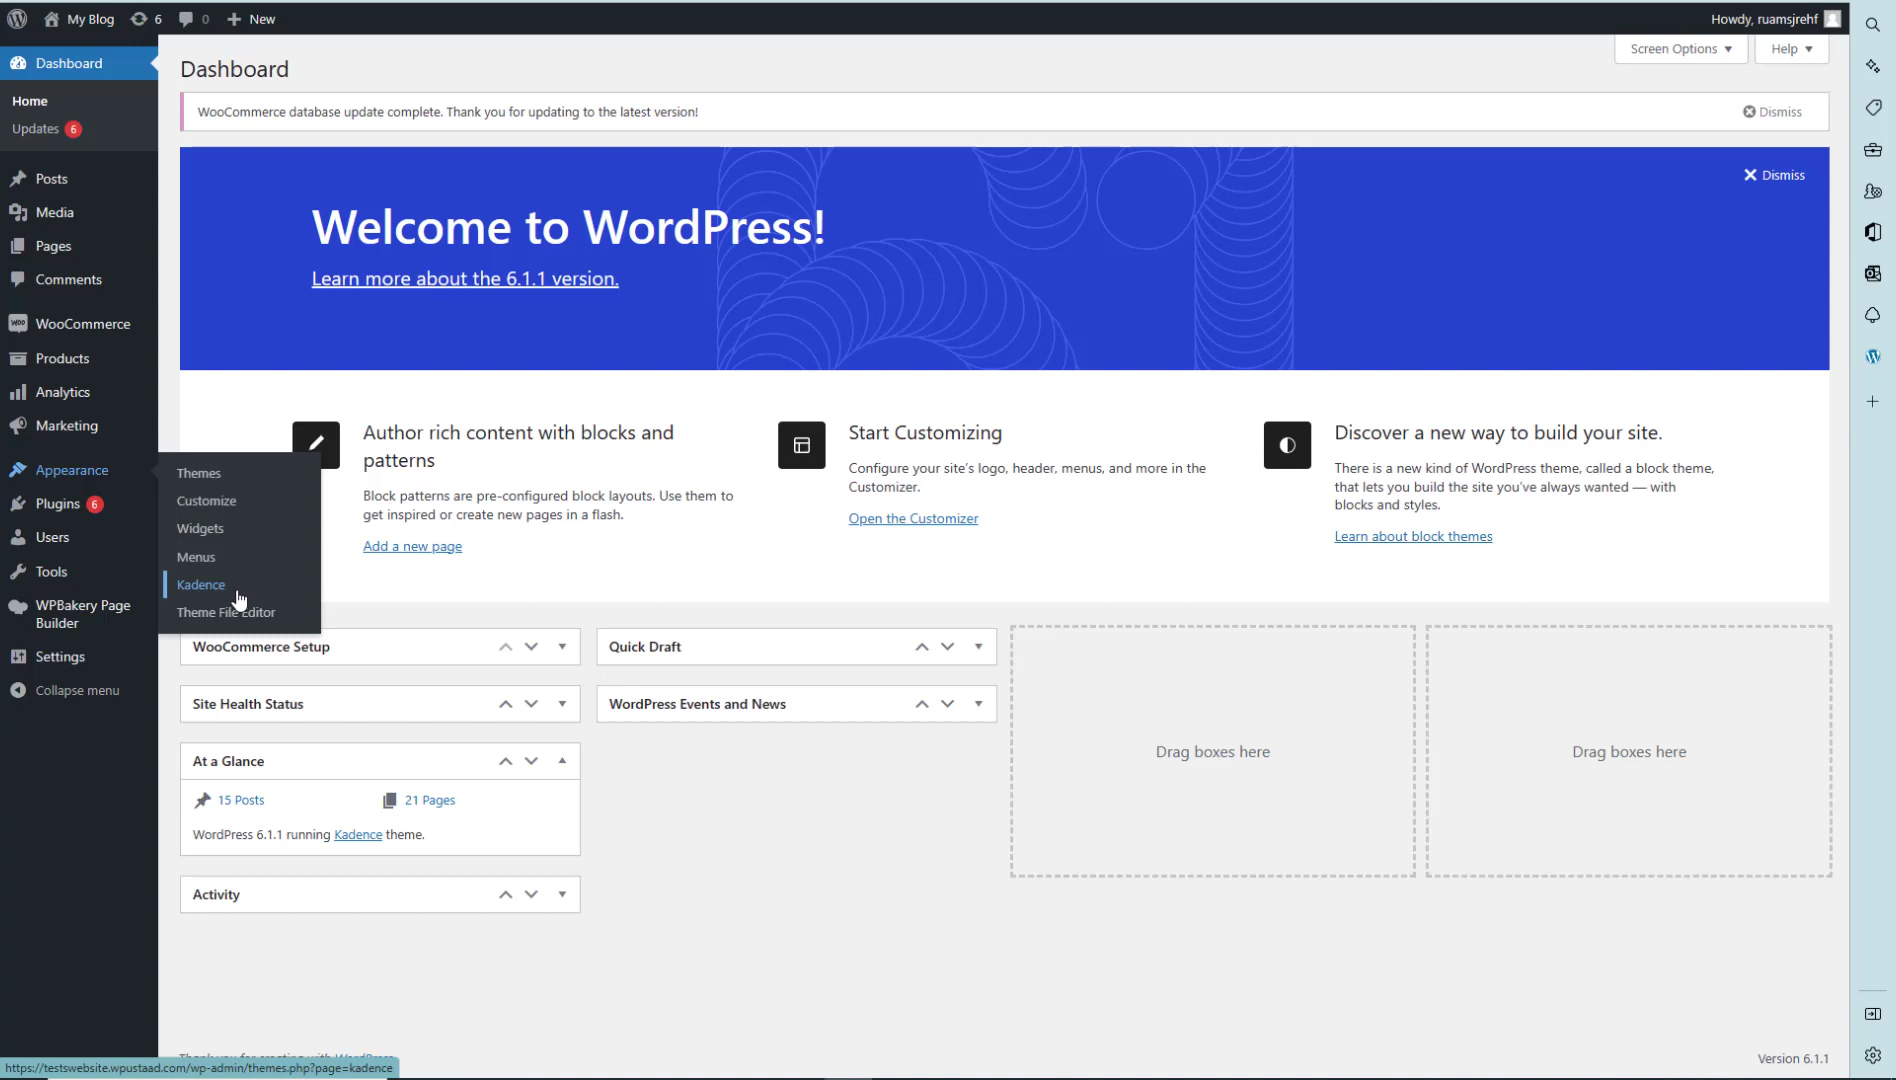 My Blog
6
0
New
Howdy, ruamsjrehf
Screen Options
Help
Dashboard
Home
Updates 6
Posts
Media
Pages
Comments
WooCommerce
Products
Analytics
Marketing
Appearance
Plugins 6
Users
Tools
WPBakery Page
Builder
Settings
Collapse menu
Themes
Customize
Widgets
Menus
Kadence
Theme File Editor
Dashboard
WooCommerce database update complete. Thank you for updating to the latest version!
Dismiss
Dismiss
Welcome to WordPress!
Learn more about the 6.1.1 version.
Author rich content with blocks and
patterns
Block patterns are pre-configured block layouts. Use them to
get inspired or create new pages in a flash.
Add a new page
Start Customizing
Configure your site's logo, header, menus, and more in the
Customizer.
Open the Customizer
Discover a new way to build your site.
There is a new kind of WordPress theme, called a block theme,
that lets you build the site you've always wanted — with
blocks and styles.
Learn about block themes
WooCommerce Setup
Site Health Status
At a Glance
15 Posts
21 Pages
WordPress 6.1.1 running Kadence theme.
Activity
Quick Draft
WordPress Events and News
Drag boxes here
Drag boxes here
Thank you for creating with WordPress
https://testswebsite.wpustaad.com/wp-admin/themes.php?page=kadence
Version 6.1.1